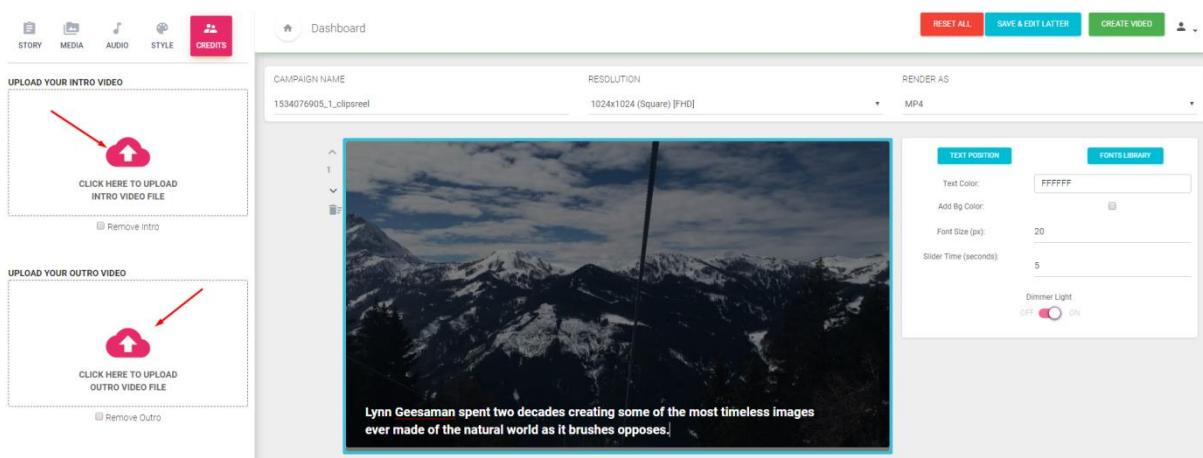 STORY
MEDIA
AUDIO
STYLE
CREDITS
Dashboard
RESET ALL
SAVE & EDIT LATTER
CREATE VIDEO
UPLOAD YOUR INTRO VIDEO
CLICK HERE TO UPLOAD
INTRO VIDEO FILE
Remove Intro
UPLOAD YOUR OUTRO VIDEO
CLICK HERE TO UPLOAD
OUTRO VIDEO FILE
Remove Outro
CAMPAIGN NAME
1534076905_1_clipsreel
RESOLUTION
1024x1024 (Square) [FHD]
RENDER AS
MP4
1
Lynn Geesaman spent two decades creating some of the most timeless images
ever made of the natural world as it brushes opposes.
TEXT POSITION
FONTS LIBRARY
Text Color:
FFFFFF
Add Bg Color:
Font Size (px):
20
Slider Time (seconds):
5
Dimmer Light
OFF
ON